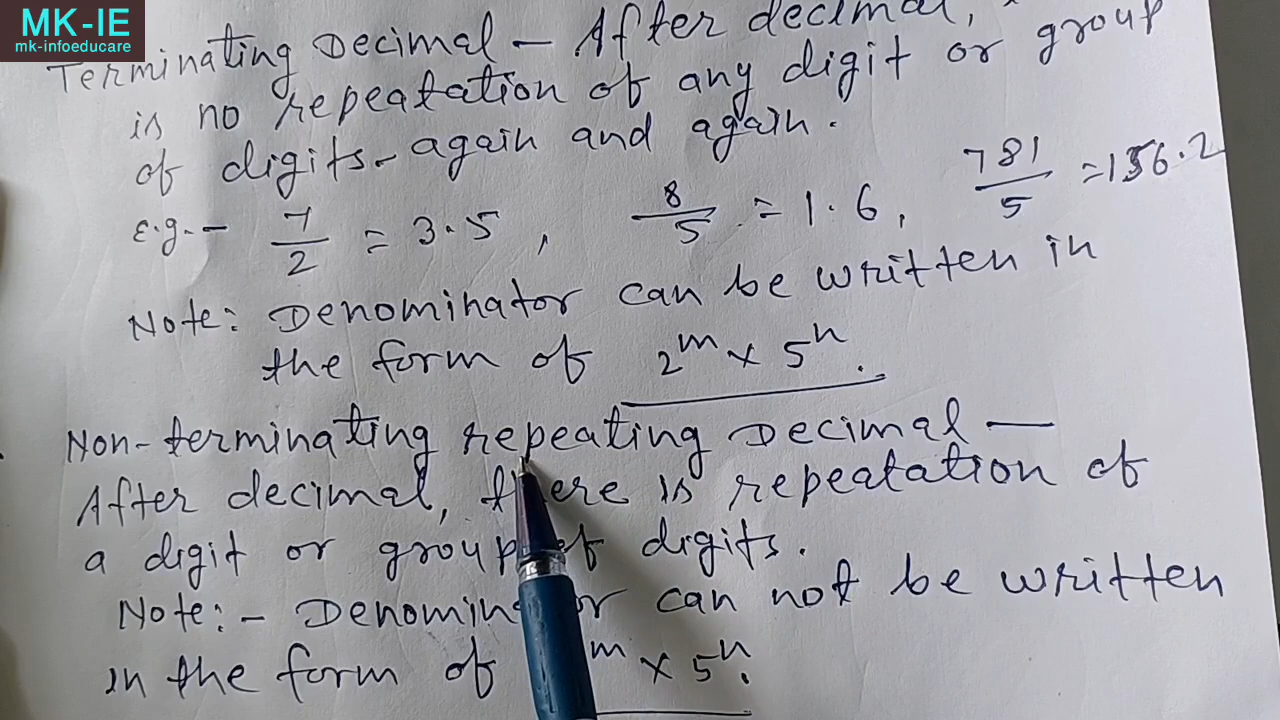 MK-IE
mk-infoeducare
Terminating Decimal – After decimal,
is no repeatation of any digit or group
of digits- again and again.
E.g.- 7/2 = 3.5 , 8/5 = 1.6, 781/5 = 156.2
Note: Denominator can be written in
the form of 2^m × 5^n.
Non-terminating repeating Decimal —
After decimal, there is repeatation of
a digit or group of digits.
Note:- Denominator can not be written
in the form of ^m × 5^n.